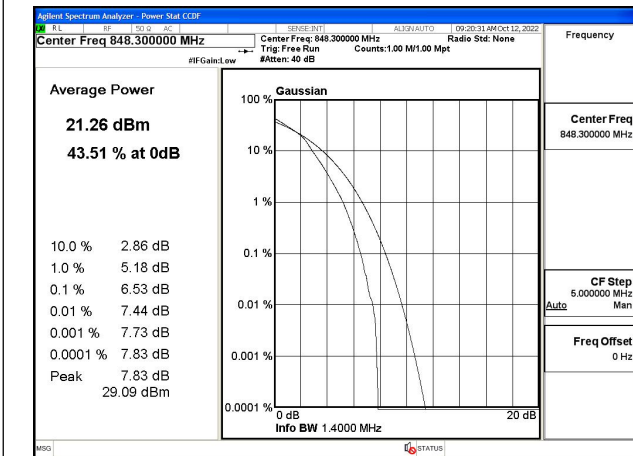 Agilent Spectrum Analyzer - Power Stat CCDF
RL RF 50 Ω AC SENSE:INT ALIGN AUTO 09:20:31 AM Oct 12, 2022
Center Freq 848.300000 MHz
Center Freq: 848.300000 MHz Radio Std: None
Trig: Free Run Counts:1.00 M/1.00 Mpt
#IFGain:Low #Atten: 40 dB
Frequency
Average Power
21.26 dBm
43.51 % at 0dB
10.0 % 2.86 dB
1.0 % 5.18 dB
0.1 % 6.53 dB
0.01 % 7.44 dB
0.001 % 7.73 dB
0.0001 % 7.83 dB
Peak 7.83 dB
29.09 dBm
Gaussian
100 %
10 %
1 %
0.1 %
0.01 %
0.001 %
0.0001 %
0 dB 20 dB
Info BW 1.4000 MHz
Center Freq
848.300000 MHz
CF Step
5.000000 MHz
Auto Man
Freq Offset
0 Hz
MSG STATUS